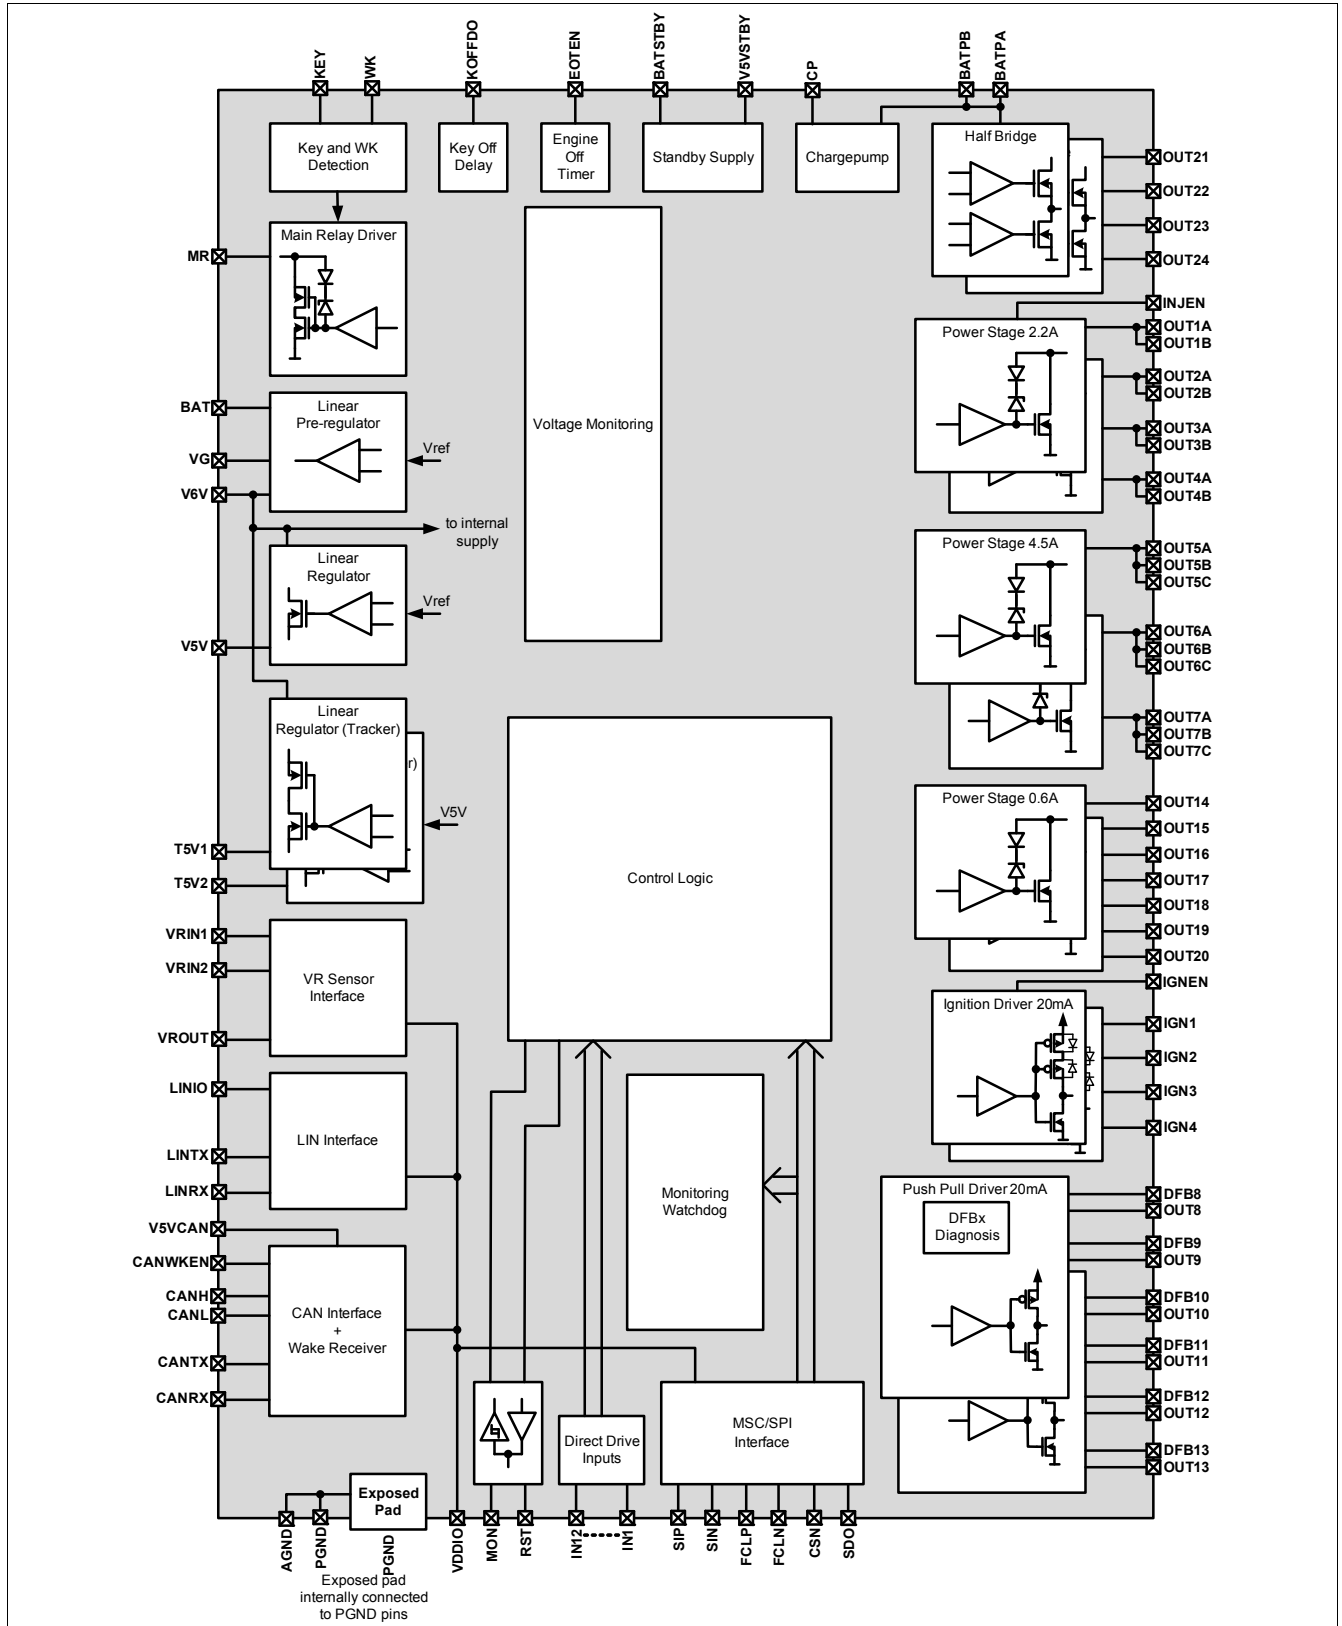 KEY
WK
KOFFDO
EOTEN
BATSTBY
V5VSTBY
CP
BATPB
BATPA
Key and WK
Detection
Key Off
Delay
Engine
Off
Timer
Standby Supply
Chargepump
Half Bridge
OUT21
OUT22
OUT23
OUT24
MR
Main Relay Driver
Voltage Monitoring
INJEN
Power Stage 2.2A
OUT1A
OUT1B
OUT2A
OUT2B
OUT3A
OUT3B
OUT4A
OUT4B
BAT
VG
V6V
Linear
Pre-regulator
Vref
to internal
supply
Linear
Regulator
Vref
V5V
Power Stage 4.5A
OUT5A
OUT5B
OUT5C
OUT6A
OUT6B
OUT6C
OUT7A
OUT7B
OUT7C
Linear
Regulator (Tracker)
r)
V5V
T5V1
T5V2
Control Logic
Power Stage 0.6A
OUT14
OUT15
OUT16
OUT17
OUT18
OUT19
OUT20
VRIN1
VRIN2
VROUT
VR Sensor
Interface
IGNEN
Ignition Driver 20mA
IGN1
IGN2
IGN3
IGN4
LINIO
LINTX
LINRX
LIN Interface
Monitoring
Watchdog
Push Pull Driver 20mA
DFBx
Diagnosis
DFB8
OUT8
DFB9
OUT9
DFB10
OUT10
DFB11
OUT11
DFB12
OUT12
DFB13
OUT13
V5VCAN
CANWKEN
CANH
CANL
CANTX
CANRX
CAN Interface
+
Wake Receiver
Direct Drive
Inputs
MSC/SPI
Interface
Exposed
Pad
AGND
PGND
PGND
VDDIO
MON
RST
IN12
IN1
SIP
SIN
FCLP
FCLN
CSN
SDO
Exposed pad
internally connected
to PGND pins